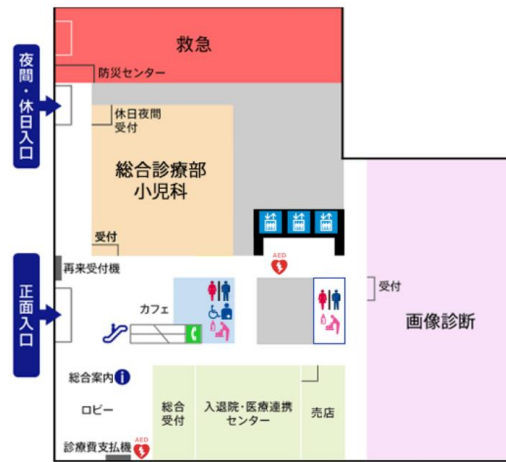 救急
夜間・休日入口
防災センター
休日夜間
受付
総合診療部
小児科
受付
AED
再来受付機
正面入口
カフェ
受付
画像診断
総合案内
ロビー
総合
受付
入退院・医療連携
センター
売店
診療費支払機
AED